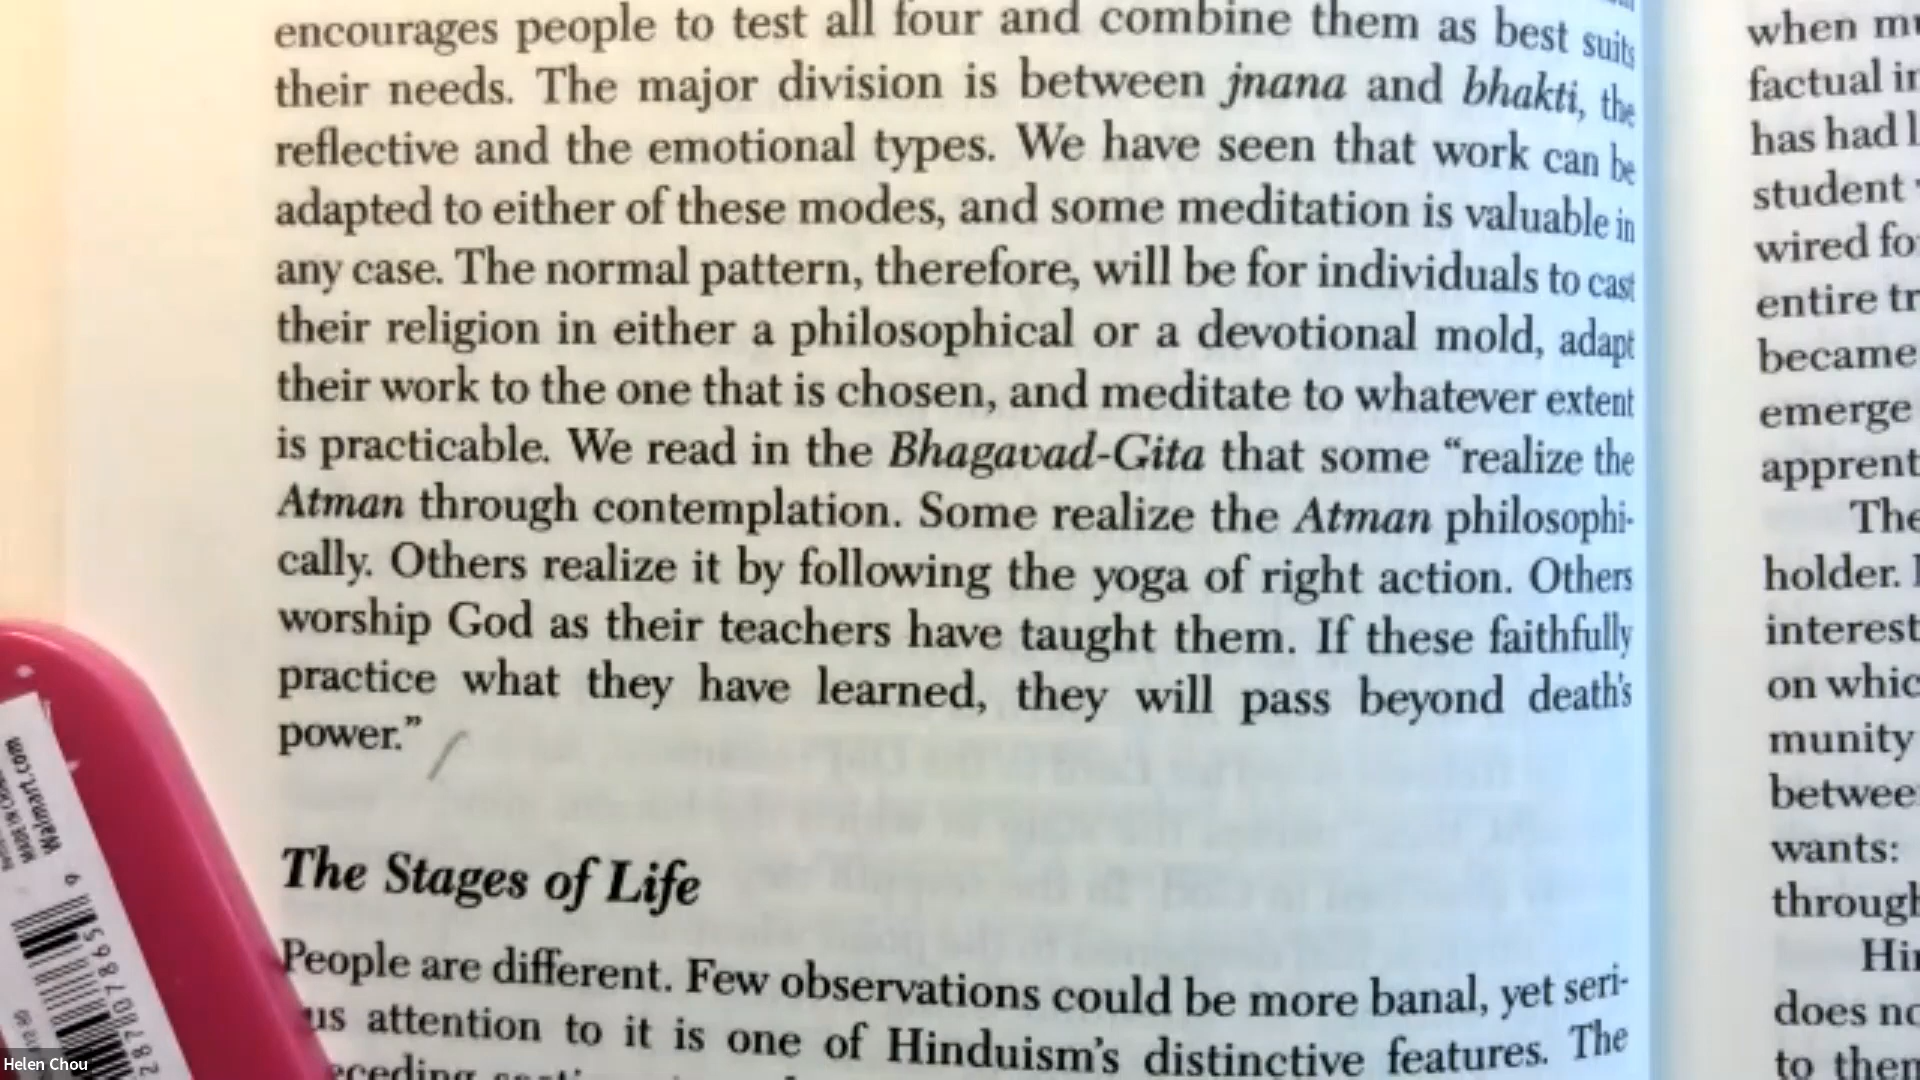 encourages people to test all four and combine them as best suits
their needs. The major division is between jnana and bhakti, the
reflective and the emotional types. We have seen that work can be
adapted to either of these modes, and some meditation is valuable in
any case. The normal pattern, therefore, will be for individuals to cast
their religion in either a philosophical or a devotional mold, adapt
their work to the one that is chosen, and meditate to whatever extent
is practicable. We read in the Bhagavad-Gita that some “realize the
Atman through contemplation. Some realize the Atman philosophi-
cally. Others realize it by following the yoga of right action. Others
worship God as their teachers have taught them. If these faithfully
practice what they have learned, they will pass beyond death’s
power.”
The Stages of Life
People are different. Few observations could be more banal, yet seri-
us attention to it is one of Hinduism’s distinctive features. The
when
factual
has had
student
wired
entire
became
emerge
apprent
The
holder.
interest
on whic
munity
betwee
wants:
through
Hin
does
to them
Walmart.com
Helen Chou